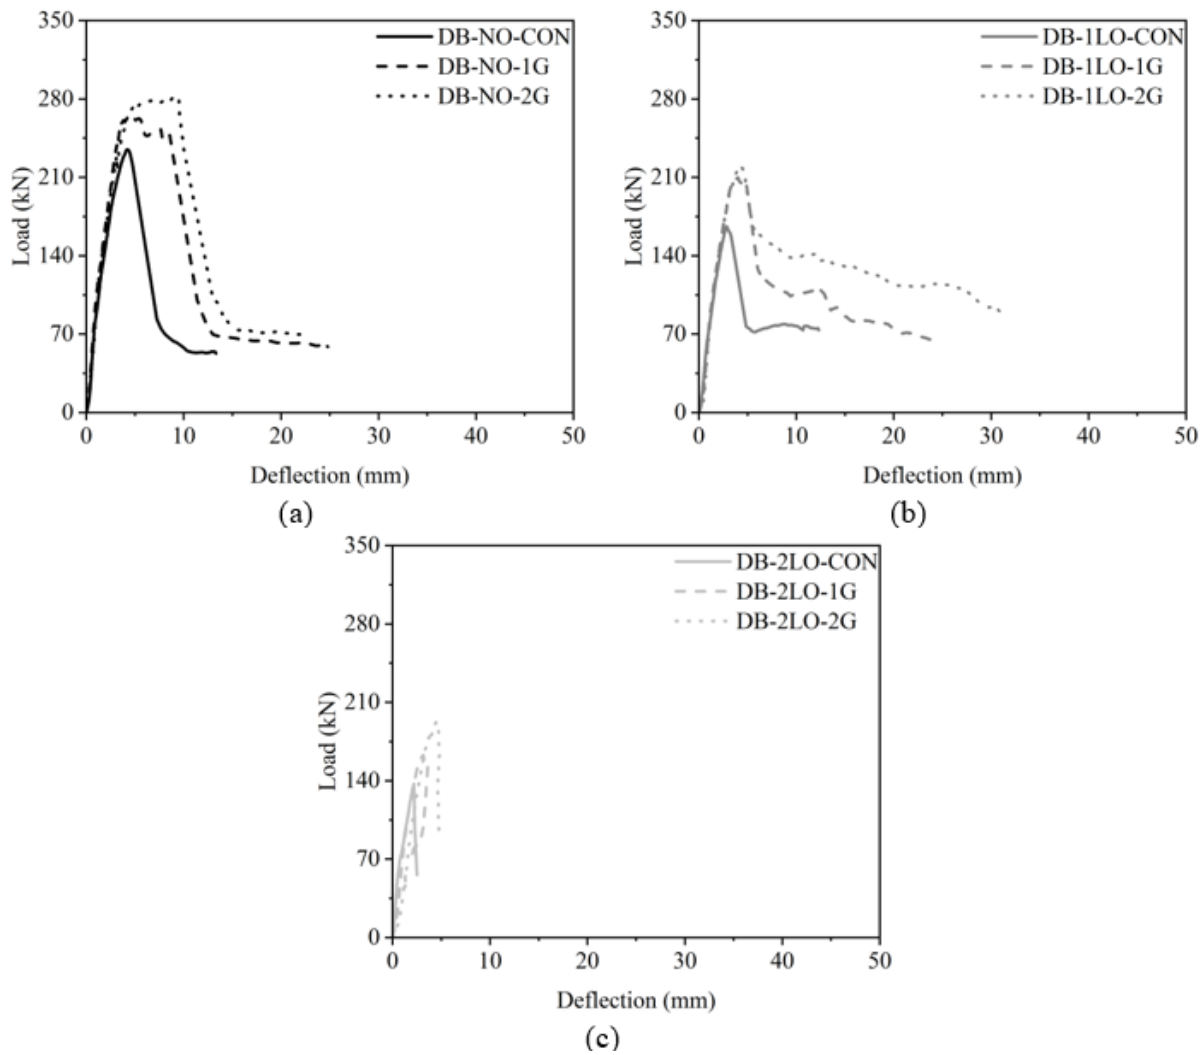 350
280
210
140
70
0
Load (kN)
DB-NO-CON
DB-NO-1G
DB-NO-2G
0 10 20 30 40 50
Deflection (mm)
(a)
350
280
210
140
70
0
Load (kN)
DB-1LO-CON
DB-1LO-1G
DB-1LO-2G
0 10 20 30 40 50
Deflection (mm)
(b)
350
280
210
140
70
0
Load (kN)
DB-2LO-CON
DB-2LO-1G
DB-2LO-2G
0 10 20 30 40 50
Deflection (mm)
(c)